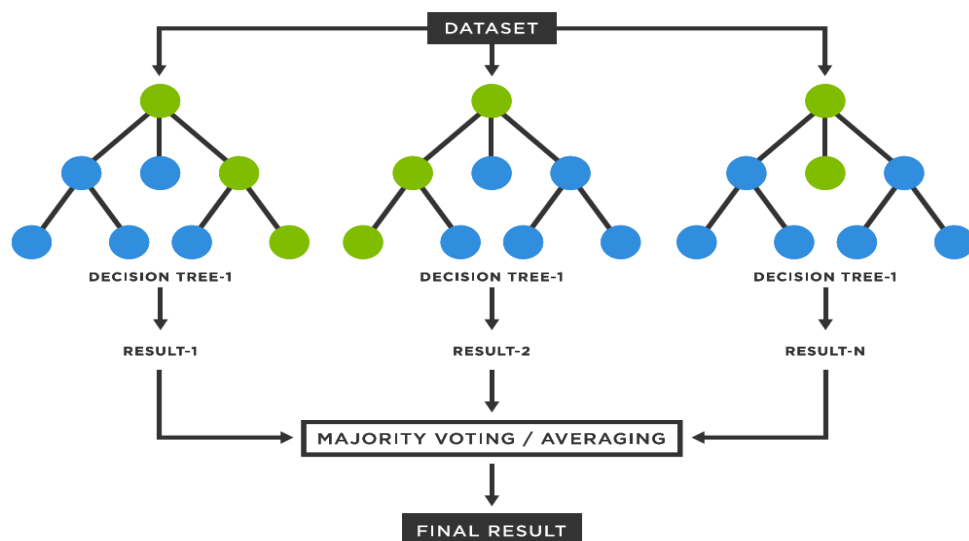 DATASET
DECISION TREE-1
DECISION TREE-1
DECISION TREE-1
RESULT-1
RESULT-2
RESULT-N
MAJORITY VOTING / AVERAGING
FINAL RESULT